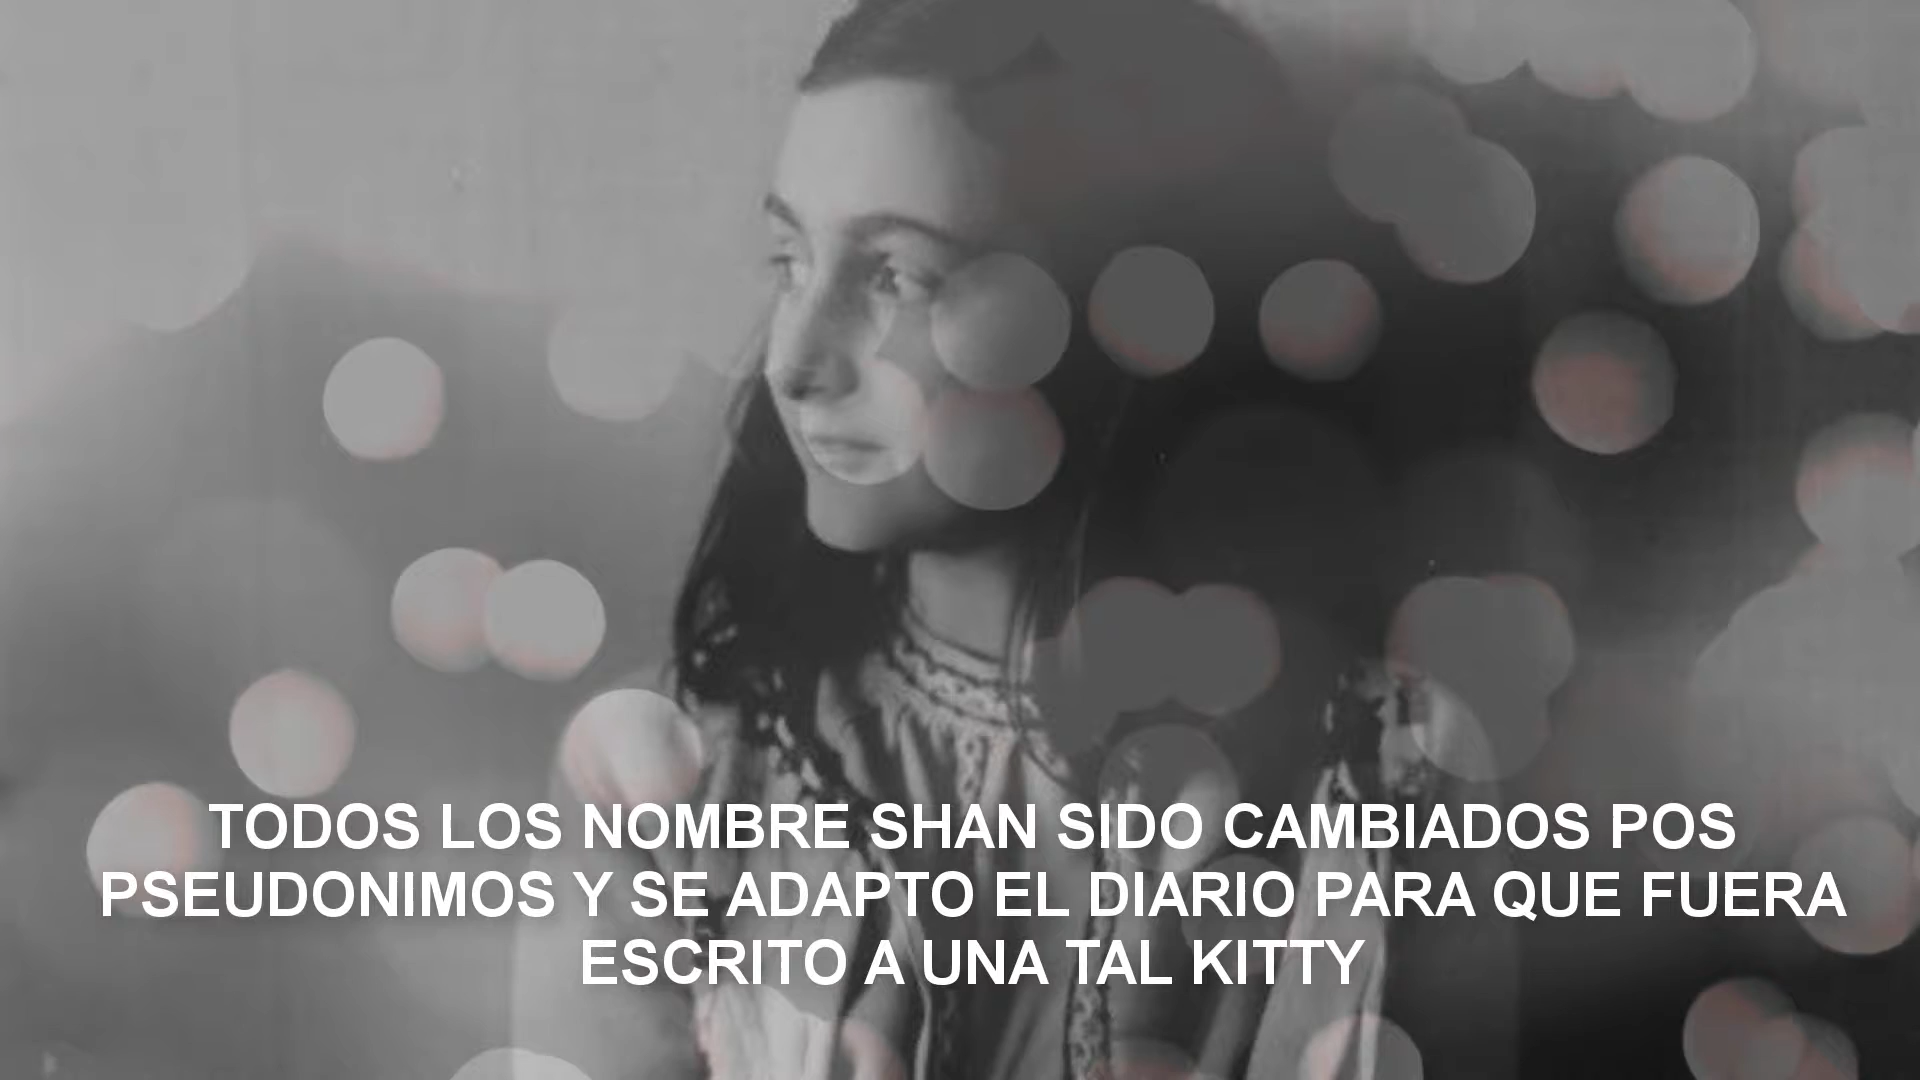 TODOS LOS NOMBRE SHAN SIDO CAMBIADOS POS
PSEUDONIMOS Y SE ADAPTO EL DIARIO PARA QUE FUERA
ESCRITO A UNA TAL KITTY